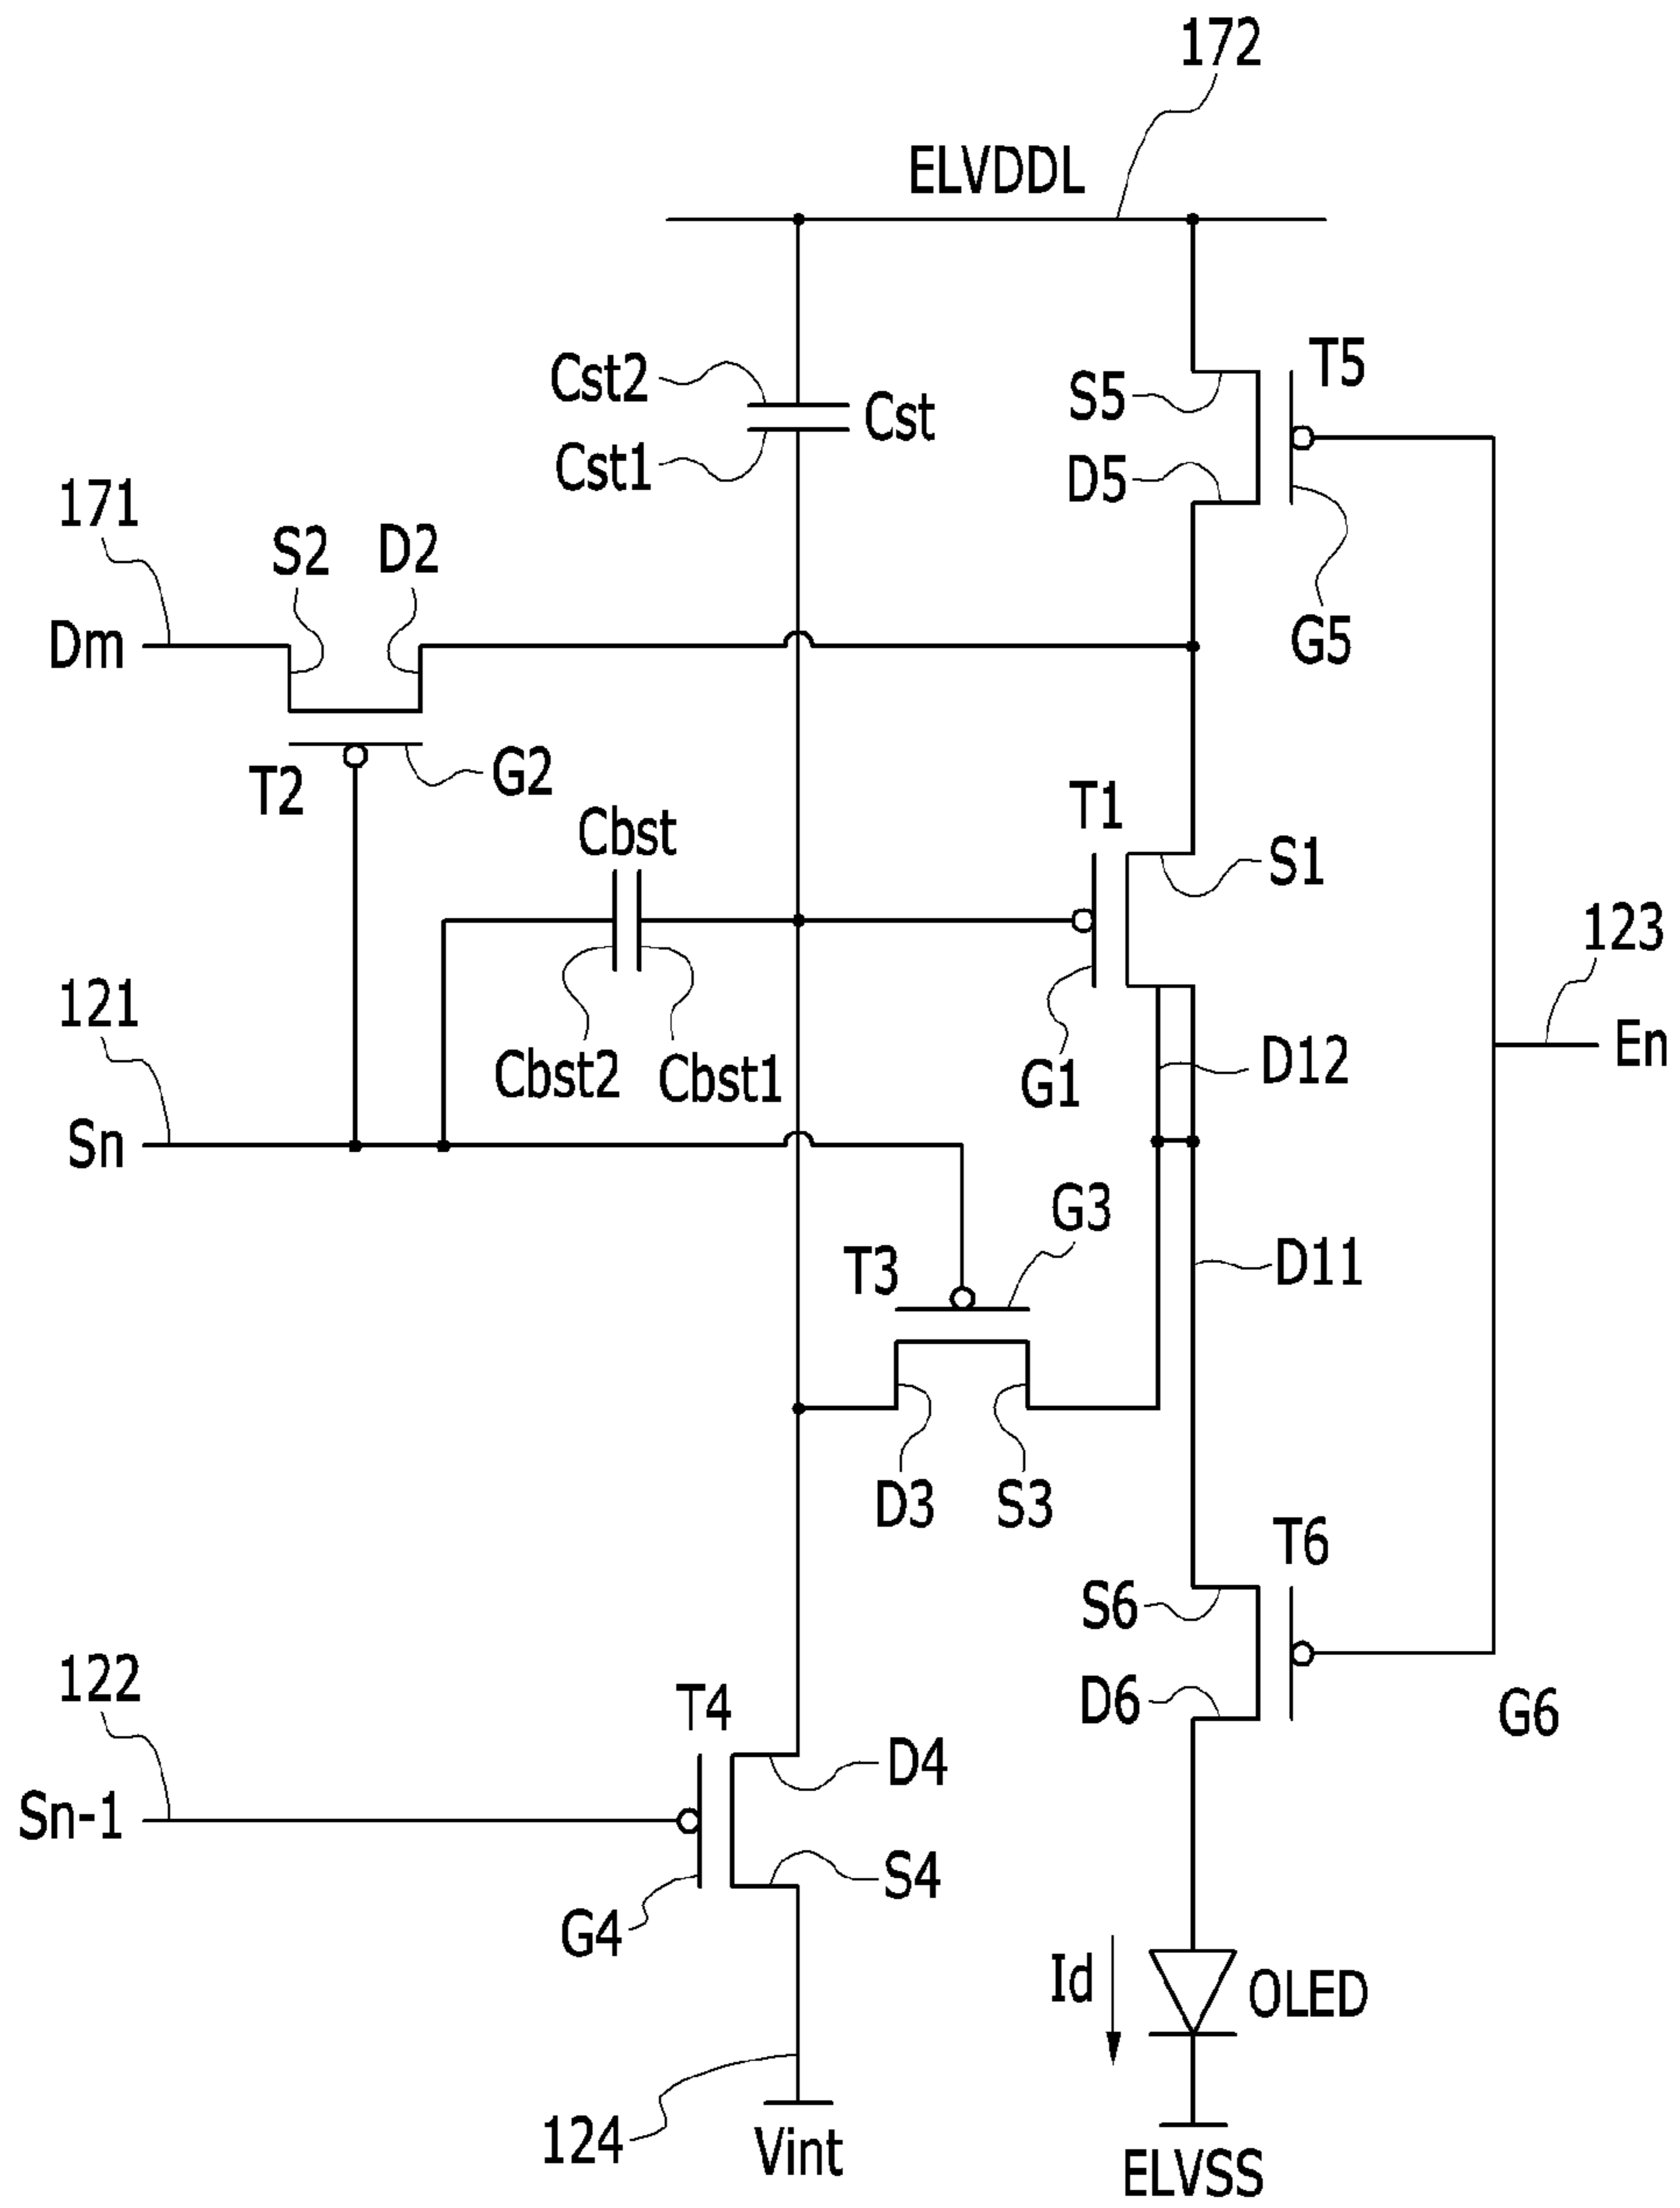 172
ELVDDL
Cst2
Cst
Cst1
T5
S5
D5
G5
171
S2
D2
Dm
T2
G2
Cbst
T1
S1
123
En
121
Cbst2
Cbst1
G1
D12
Sn
G3
T3
D11
D3
S3
T6
S6
D6
G6
122
T4
D4
Sn-1
S4
G4
Id
OLED
124
Vint
ELVSS